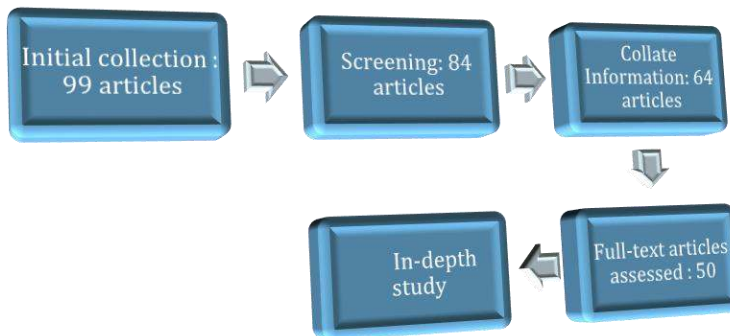 Initial collection :
99 articles
Screening: 84
articles
Collate
Information: 64
articles
Full-text articles
assessed : 50
In-depth
study